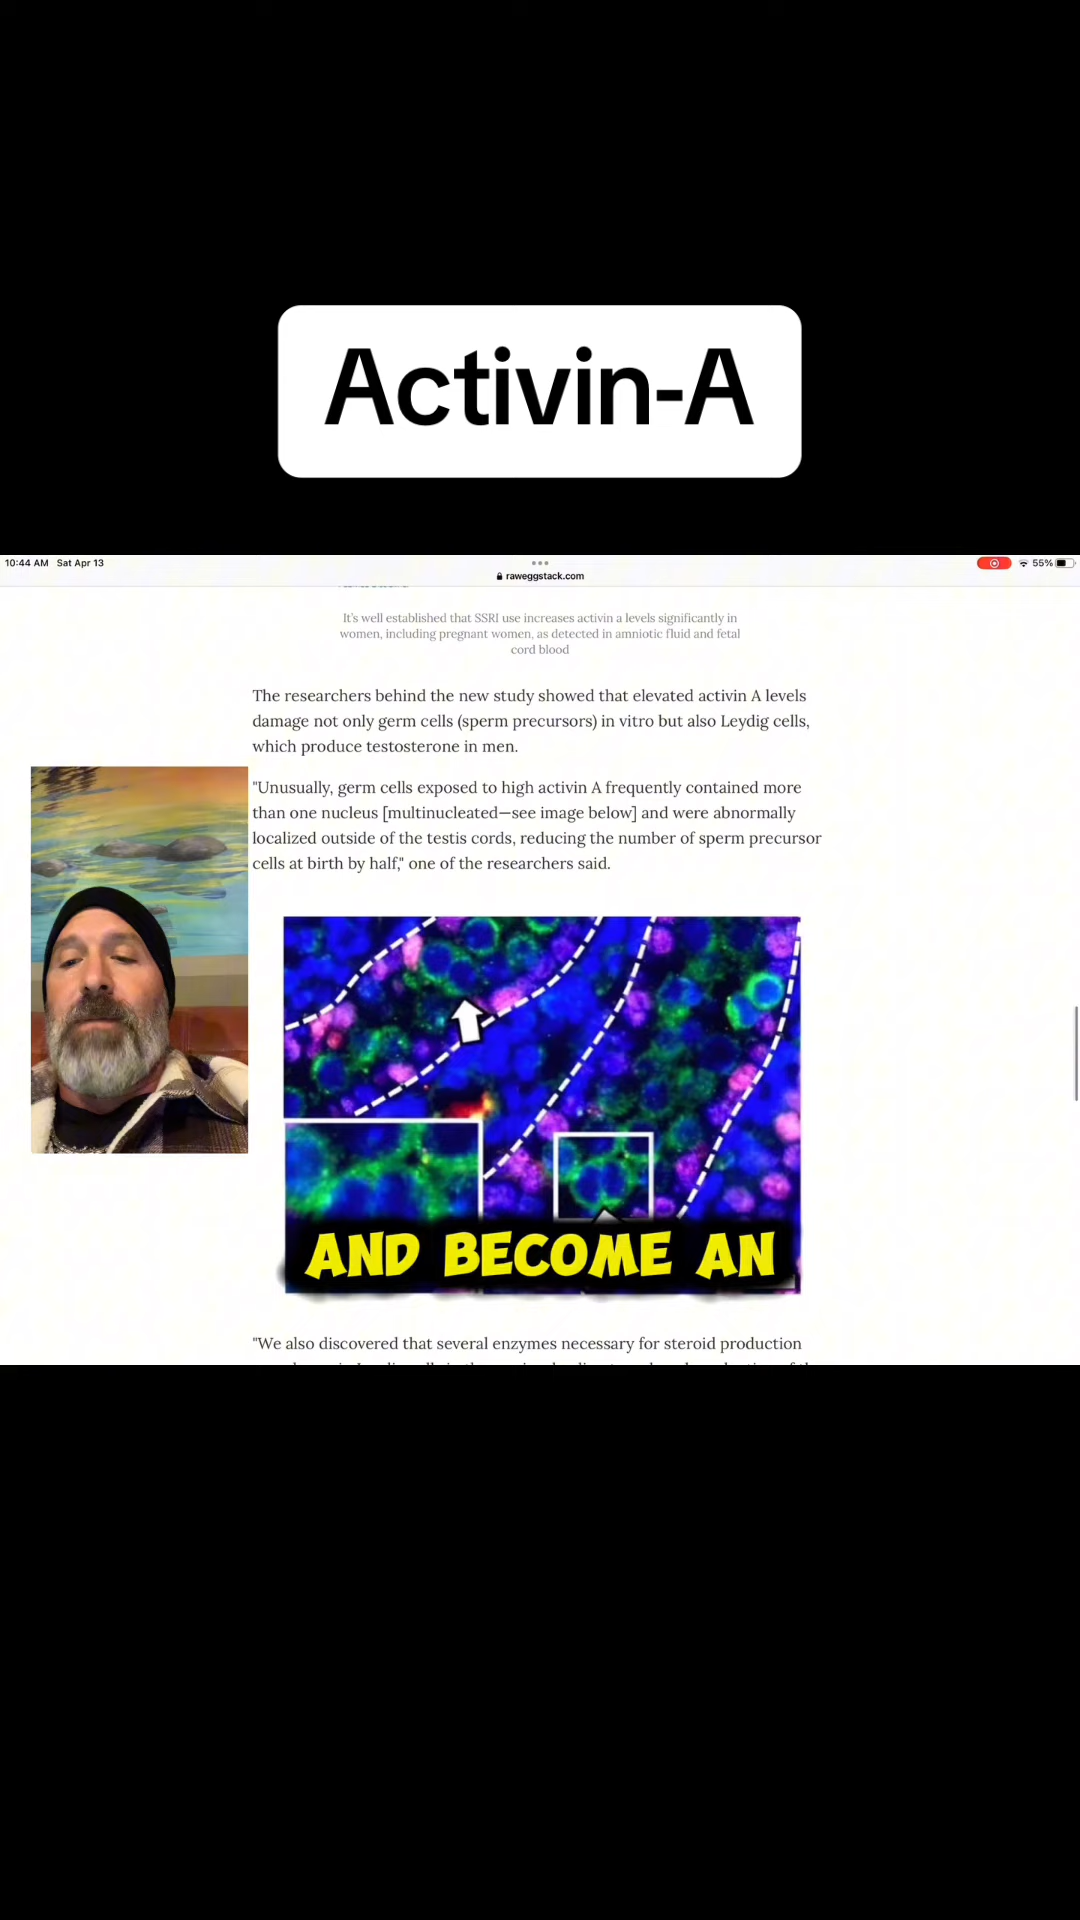 Activin-A
10:44 AM Sat Apr 13
55%
raweggstack.com
It's well established that SSRI use increases activin a levels significantly in
women, including pregnant women, as detected in amniotic fluid and fetal
cord blood
The researchers behind the new study showed that elevated activin A levels
damage not only germ cells (sperm precursors) in vitro but also Leydig cells,
which produce testosterone in men.
"Unusually, germ cells exposed to high activin A frequently contained more
than one nucleus [multinucleated—see image below] and were abnormally
localized outside of the testis cords, reducing the number of sperm precursor
cells at birth by half," one of the researchers said.
AND BECOME AN
"We also discovered that several enzymes necessary for steroid production